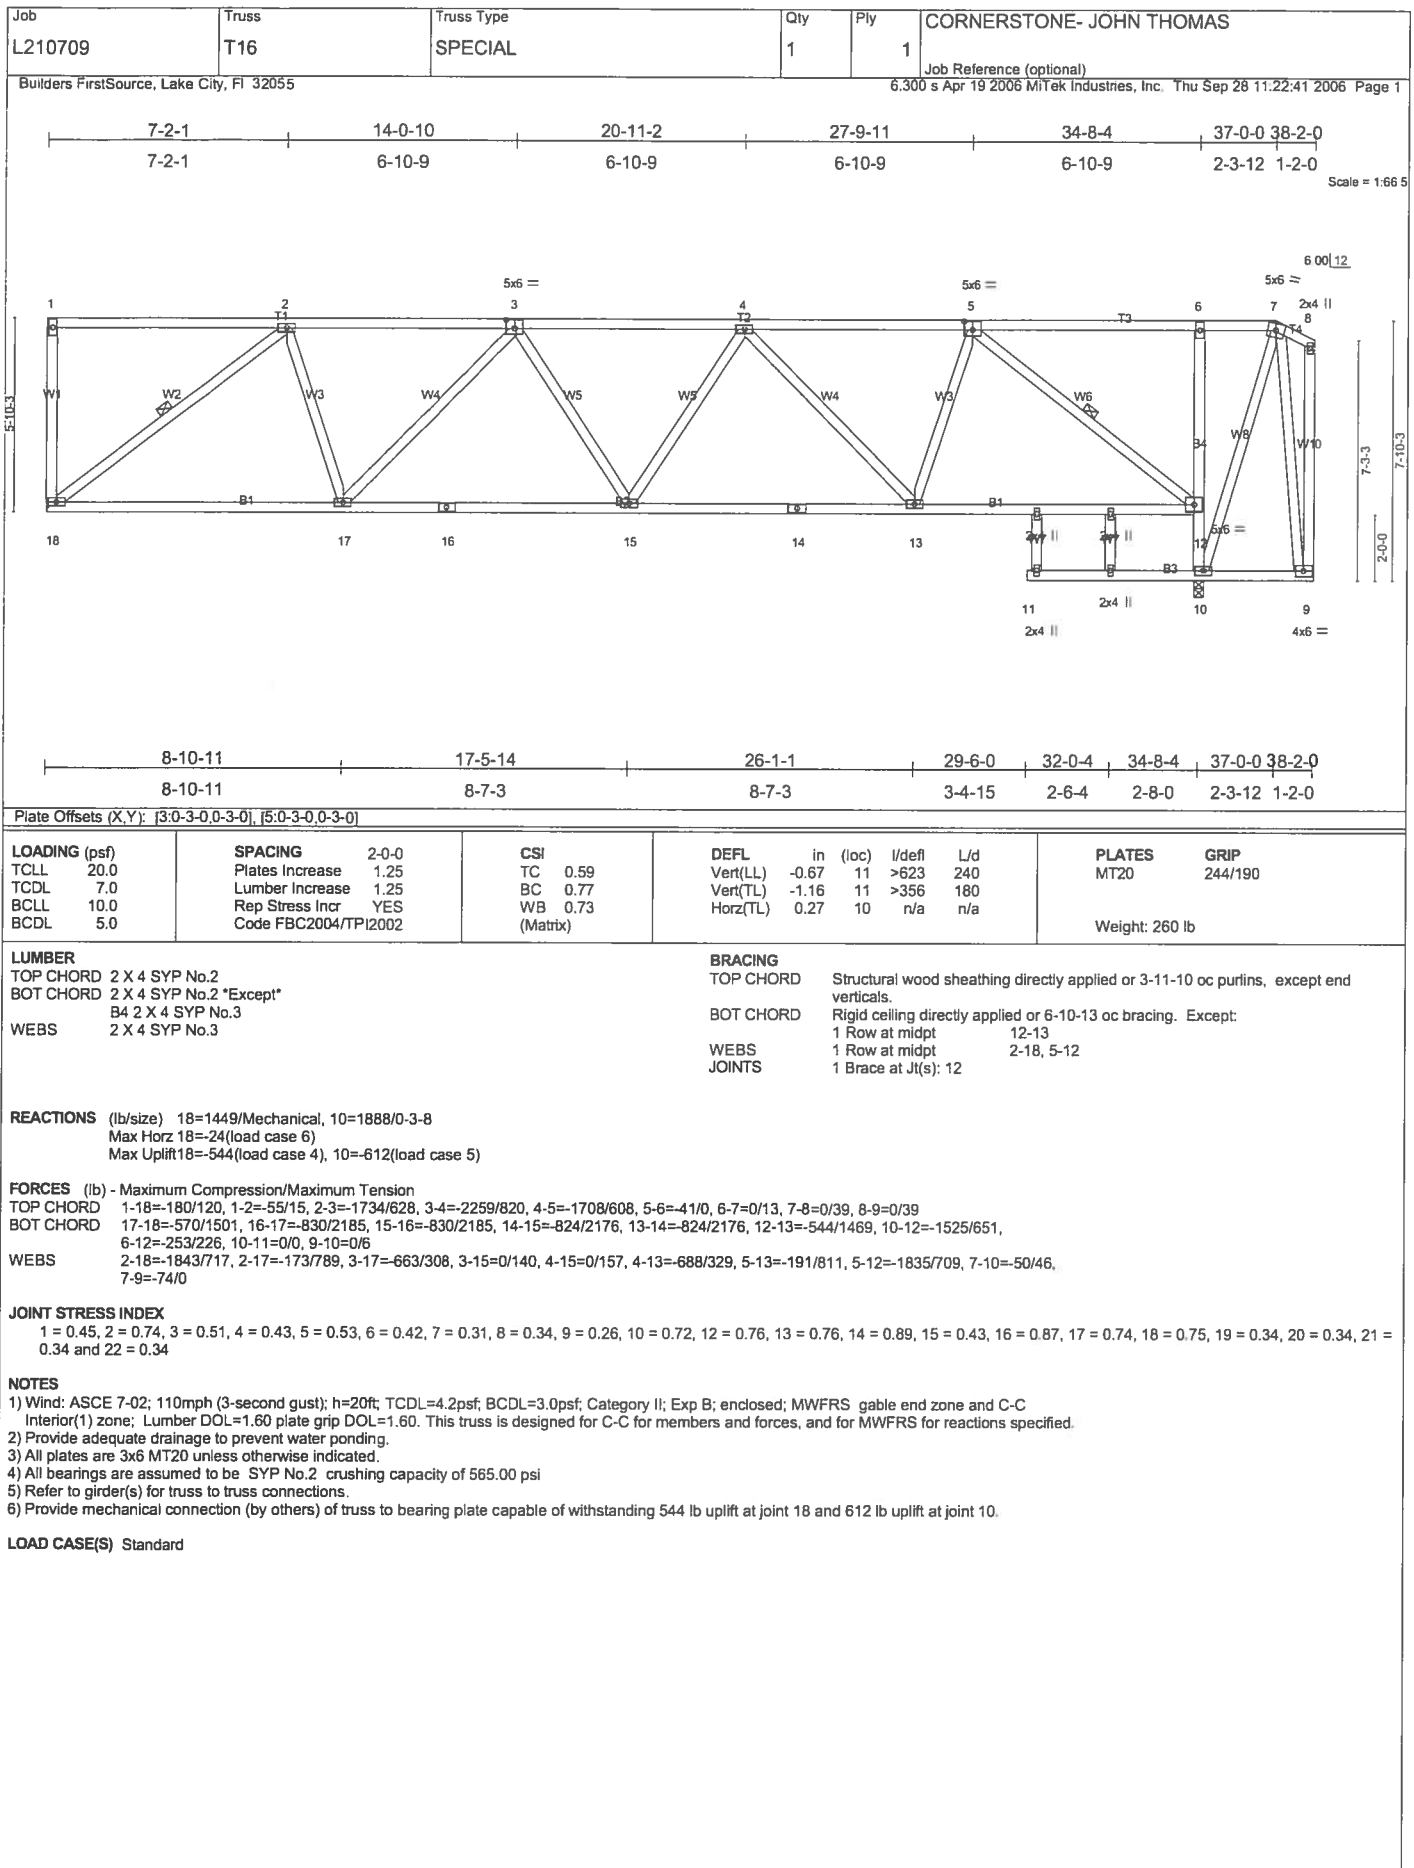 Job Truss Truss Type Qty Ply CORNERSTONE- JOHN THOMAS
L210709 T16 SPECIAL 1 1
Job Reference (optional)
Builders FirstSource, Lake City, Fl 32055 6.300 s Apr 19 2006 MiTek Industries, Inc. Thu Sep 28 11:22:41 2006 Page 1
7-2-1 14-0-10 20-11-2 27-9-11 34-8-4 37-0-0 38-2-0
7-2-1 6-10-9 6-10-9 6-10-9 6-10-9 2-3-12 1-2-0
Scale = 1:66 5
6 00 12
5x6 = 5x6 = 5x6 =
1 2 3 4 5 6 7 2x4 II
8
T1 T2 T3 T4
W1 W2 W3 W4 W5 W5 W4 W3 W6 B4 W8 W10
5-10-3 7-3-3 7-10-3 2-0-0
B1 B1
5x6 =
18 17 16 15 14 13 12
II II
B3
11 2x4 II 10 9
2x4 II 4x6 =
8-10-11 17-5-14 26-1-1 29-6-0 32-0-4 34-8-4 37-0-0 38-2-0
8-10-11 8-7-3 8-7-3 3-4-15 2-6-4 2-8-0 2-3-12 1-2-0
Plate Offsets (X,Y): [3:0-3-0,0-3-0], [5:0-3-0,0-3-0]
LOADING (psf) SPACING 2-0-0 CSI DEFL in (loc) l/defl L/d PLATES GRIP
TCLL 20.0 Plates Increase 1.25 TC 0.59 Vert(LL) -0.67 11 >623 240 MT20 244/190
TCDL 7.0 Lumber Increase 1.25 BC 0.77 Vert(TL) -1.16 11 >356 180
BCLL 10.0 Rep Stress Incr YES WB 0.73 Horz(TL) 0.27 10 n/a n/a
BCDL 5.0 Code FBC2004/TPI2002 (Matrix) Weight: 260 lb
LUMBER BRACING
TOP CHORD 2 X 4 SYP No.2 TOP CHORD Structural wood sheathing directly applied or 3-11-10 oc purlins, except end
BOT CHORD 2 X 4 SYP No.2 *Except* verticals.
B4 2 X 4 SYP No.3 BOT CHORD Rigid ceiling directly applied or 6-10-13 oc bracing. Except:
WEBS 2 X 4 SYP No.3 1 Row at midpt 12-13
WEBS 1 Row at midpt 2-18, 5-12
JOINTS 1 Brace at Jt(s): 12
REACTIONS (lb/size) 18=1449/Mechanical, 10=1888/0-3-8
Max Horz 18=-24(load case 6)
Max Uplift18=-544(load case 4), 10=-612(load case 5)
FORCES (lb) - Maximum Compression/Maximum Tension
TOP CHORD 1-18=-180/120, 1-2=-55/15, 2-3=-1734/628, 3-4=-2259/820, 4-5=-1708/608, 5-6=-41/0, 6-7=0/13, 7-8=0/39, 8-9=0/39
BOT CHORD 17-18=-570/1501, 16-17=-830/2185, 15-16=-830/2185, 14-15=-824/2176, 13-14=-824/2176, 12-13=-544/1469, 10-12=-1525/651,
6-12=-253/226, 10-11=0/0, 9-10=0/6
WEBS 2-18=-1843/717, 2-17=-173/789, 3-17=-663/308, 3-15=0/140, 4-15=0/157, 4-13=-688/329, 5-13=-191/811, 5-12=-1835/709, 7-10=-50/46,
7-9=-74/0
JOINT STRESS INDEX
1 = 0.45, 2 = 0.74, 3 = 0.51, 4 = 0.43, 5 = 0.53, 6 = 0.42, 7 = 0.31, 8 = 0.34, 9 = 0.26, 10 = 0.72, 12 = 0.76, 13 = 0.76, 14 = 0.89, 15 = 0.43, 16 = 0.87, 17 = 0.74, 18 = 0.75, 19 = 0.34, 20 = 0.34, 21 =
0.34 and 22 = 0.34
NOTES
1) Wind: ASCE 7-02; 110mph (3-second gust); h=20ft; TCDL=4.2psf; BCDL=3.0psf; Category II; Exp B; enclosed; MWFRS gable end zone and C-C
Interior(1) zone; Lumber DOL=1.60 plate grip DOL=1.60. This truss is designed for C-C for members and forces, and for MWFRS for reactions specified.
2) Provide adequate drainage to prevent water ponding.
3) All plates are 3x6 MT20 unless otherwise indicated.
4) All bearings are assumed to be SYP No.2 crushing capacity of 565.00 psi
5) Refer to girder(s) for truss to truss connections.
6) Provide mechanical connection (by others) of truss to bearing plate capable of withstanding 544 lb uplift at joint 18 and 612 lb uplift at joint 10.
LOAD CASE(S) Standard